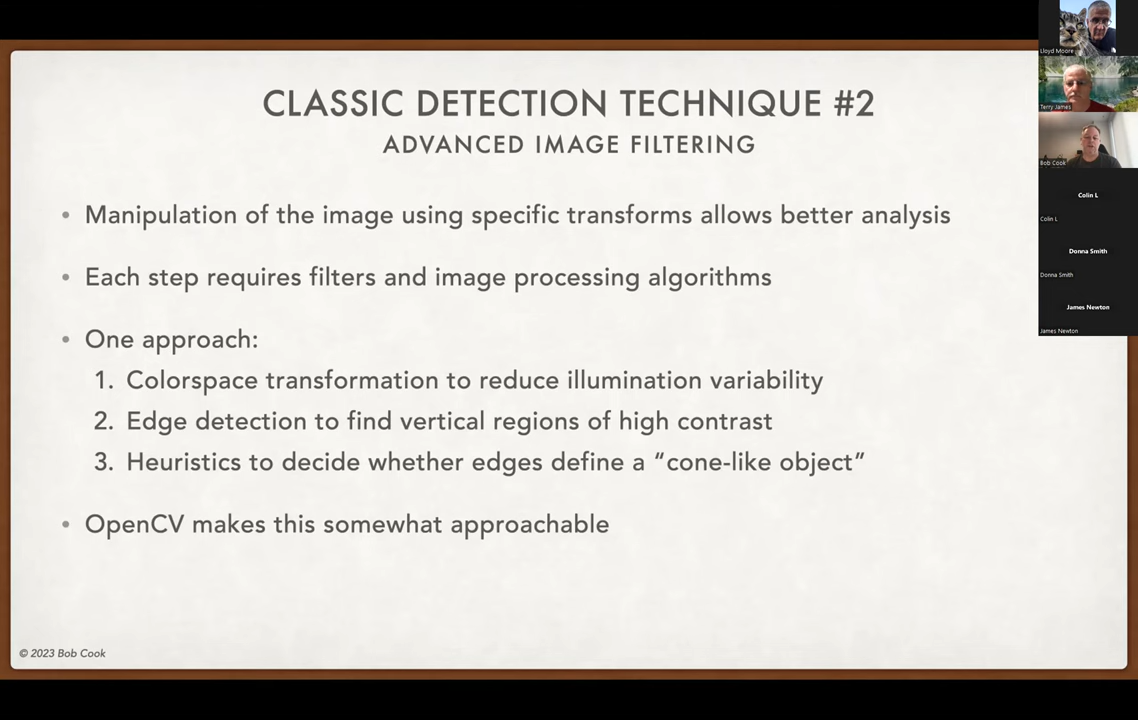 CLASSIC DETECTION TECHNIQUE #2
ADVANCED IMAGE FILTERING
• Manipulation of the image using specific transforms allows better analysis
• Each step requires filters and image processing algorithms
• One approach:
1. Colorspace transformation to reduce illumination variability
2. Edge detection to find vertical regions of high contrast
3. Heuristics to decide whether edges define a “cone-like object”
• OpenCV makes this somewhat approachable
© 2023 Bob Cook
Lloyd Moore
Terry James
Bob Cook
Colin L
Colin L
Donna Smith
Donna Smith
James Newton
James Newton